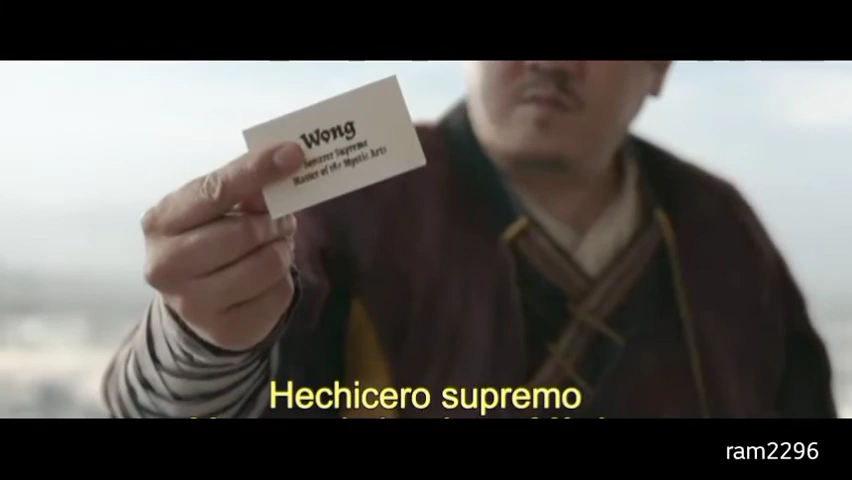 Wong
Sorcerer Supreme
Master of the Mystic Arts
Hechicero supremo
ram2296